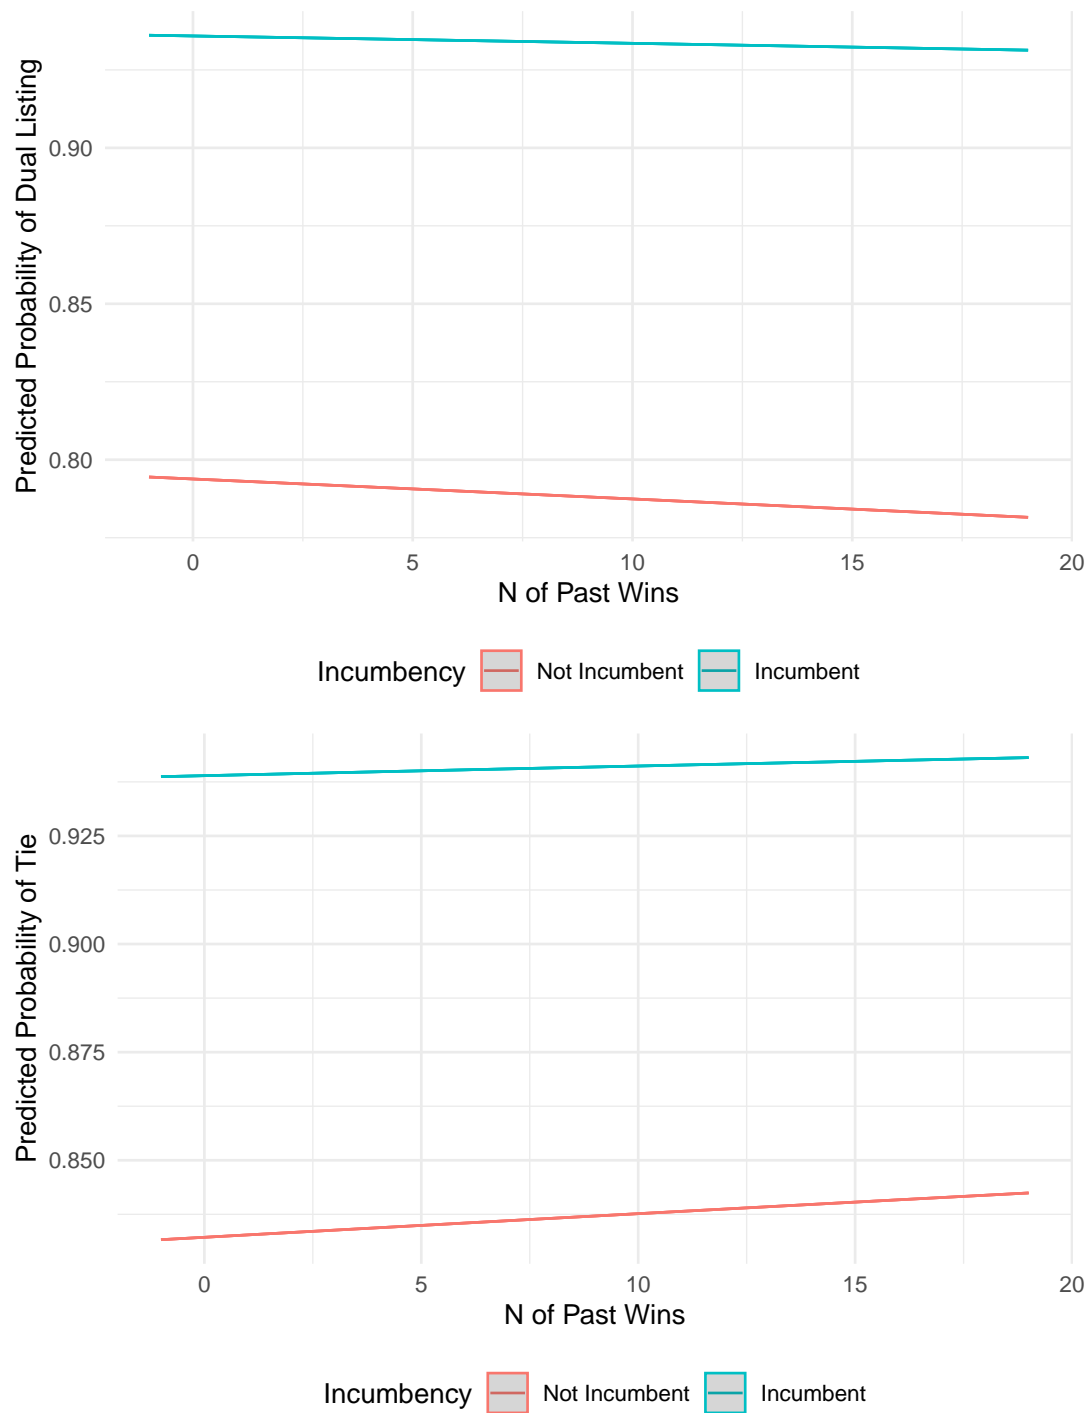 Predicted Probability of Dual Listing
0.90
0.85
0.80
0 5 10 15 20
N of Past Wins
Incumbency Not Incumbent Incumbent
Predicted Probability of Tie
0.925
0.900
0.875
0.850
0 5 10 15 20
N of Past Wins
Incumbency Not Incumbent Incumbent